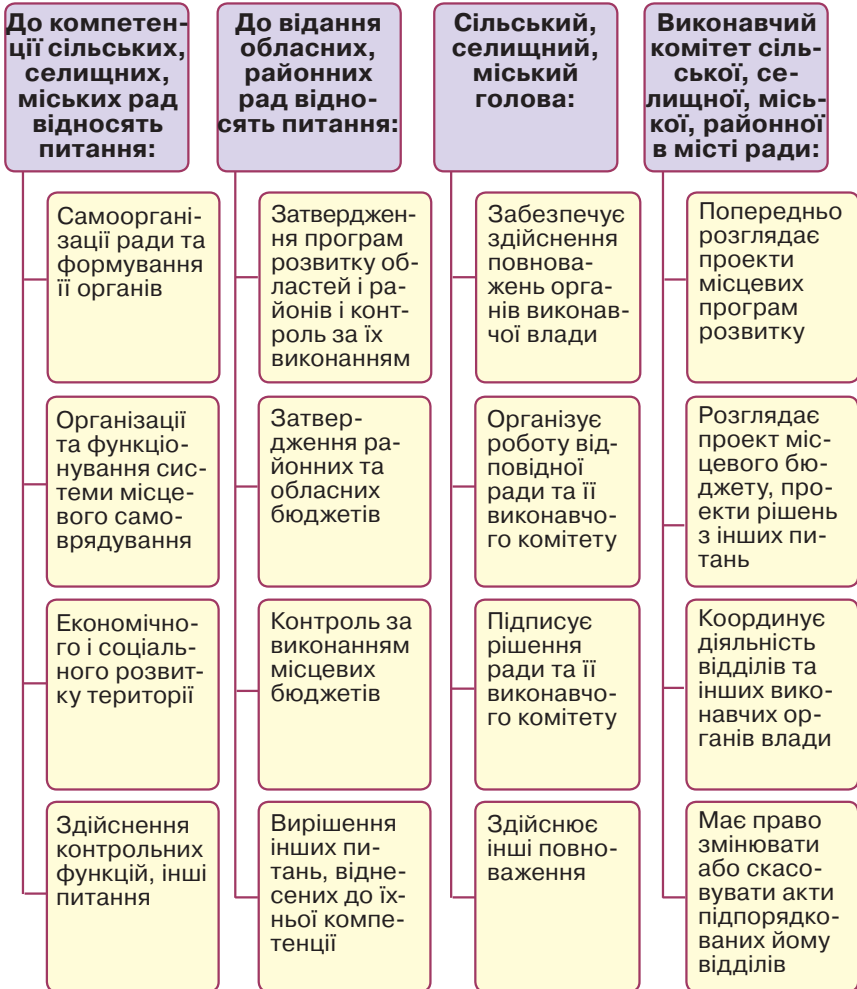 До компетен-
ції сільських,
селищних,
міських рад
відносять
питання:
Самооргані-
зації ради та
формування
її органів
Організації
та функціо-
нування сис-
теми місце-
вого само-
врядування
Економічно-
го і соціаль-
ного розвит-
ку території
Здійснення
контрольних
функцій, інші
питання
До відання
обласних,
районних
рад відно-
сять питання:
Затверджен-
ня програм
розвитку об-
ластей і ра-
йонів і конт-
роль за їх
виконанням
Затвер-
дження ра-
йонних та
обласних
бюджетів
Контроль за
виконанням
місцевих
бюджетів
Вирішення
інших пи-
тань, відне-
сених до їх-
ньої компе-
тенції
Сільський,
селищний,
міський
голова:
Забезпечує
здійснення
повнова-
жень орга-
нів виконав-
чої влади
Організує
роботу від-
повідної
ради та її
виконавчо-
го комітету
Підписує
рішення
ради та її
виконавчо-
го комітету
Здійснює
інші повно-
важення
Виконавчий
комітет сіль-
ської, се-
лищної, місь-
кої, районної
в місті ради:
Попередньо
розглядає
проекти
місцевих
програм
розвитку
Розглядає
проект міс-
цевого бю-
джету, про-
екти рішень
з інших пи-
тань
Координує
діяльність
відділів та
інших вико-
навчих ор-
ганів влади
Має право
змінювати
або скасо-
вувати акти
підпорядко-
ваних йому
відділів